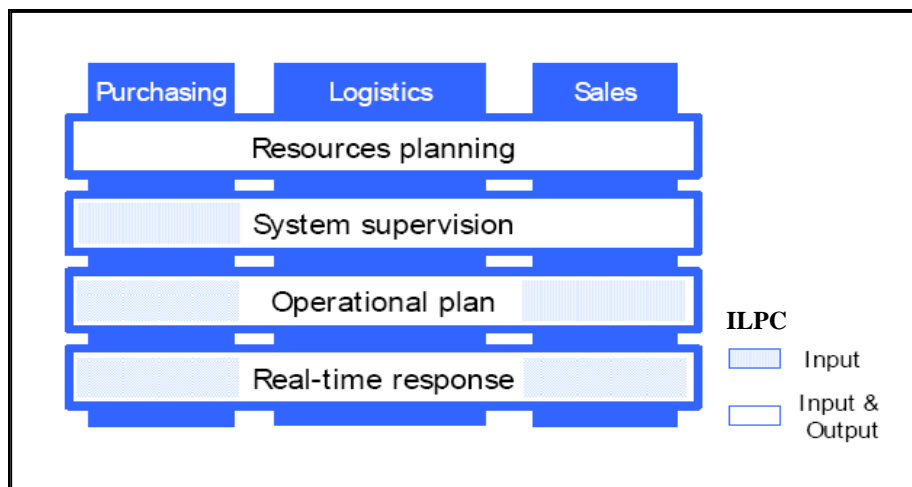 Purchasing Logistics Sales
Resources planning
System supervision
Operational plan
Real-time response
ILPC
Input
Input &
Output